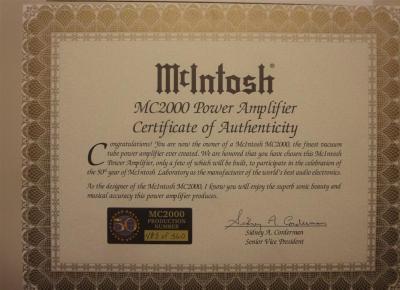 McIntosh®
MC2000 Power Amplifier
Certificate of Authenticity
Congratulations! You are now the owner of a McIntosh MC2000, the finest vacuum
tube power amplifier ever created. We are honored that you have chosen this McIntosh
Power Amplifier, only a few of which will be built, to participate in the celebration of
the 50th year of McIntosh Laboratory as the manufacturer of the world's best audio electronics.
As the designer of the McIntosh MC2000, I know you will enjoy the superb sonic beauty and
musical accuracy this power amplifier produces.
50
MC2000
PRODUCTION
NUMBER
Sidney A. Corderman
Sidney A. Corderman
Senior Vice President